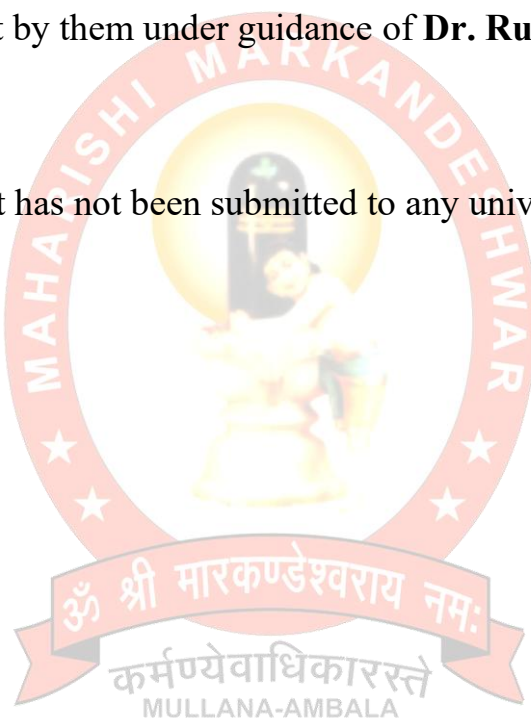 t by them under guidance of Dr. Ru
MAHARISHI MARKANDESHWAR
t has not been submitted to any univ
ॐ श्री मारकण्डेश्वराय नमः
कर्मण्येवाधिकारस्ते
MULLANA-AMBALA